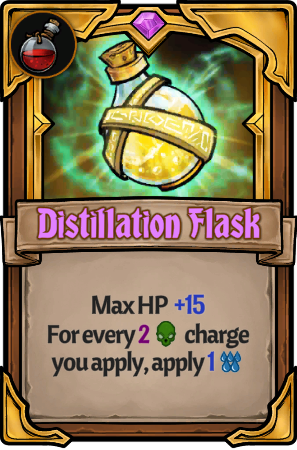 Distillation Flask
Max HP +15
For every 2 charge
you apply, apply 1